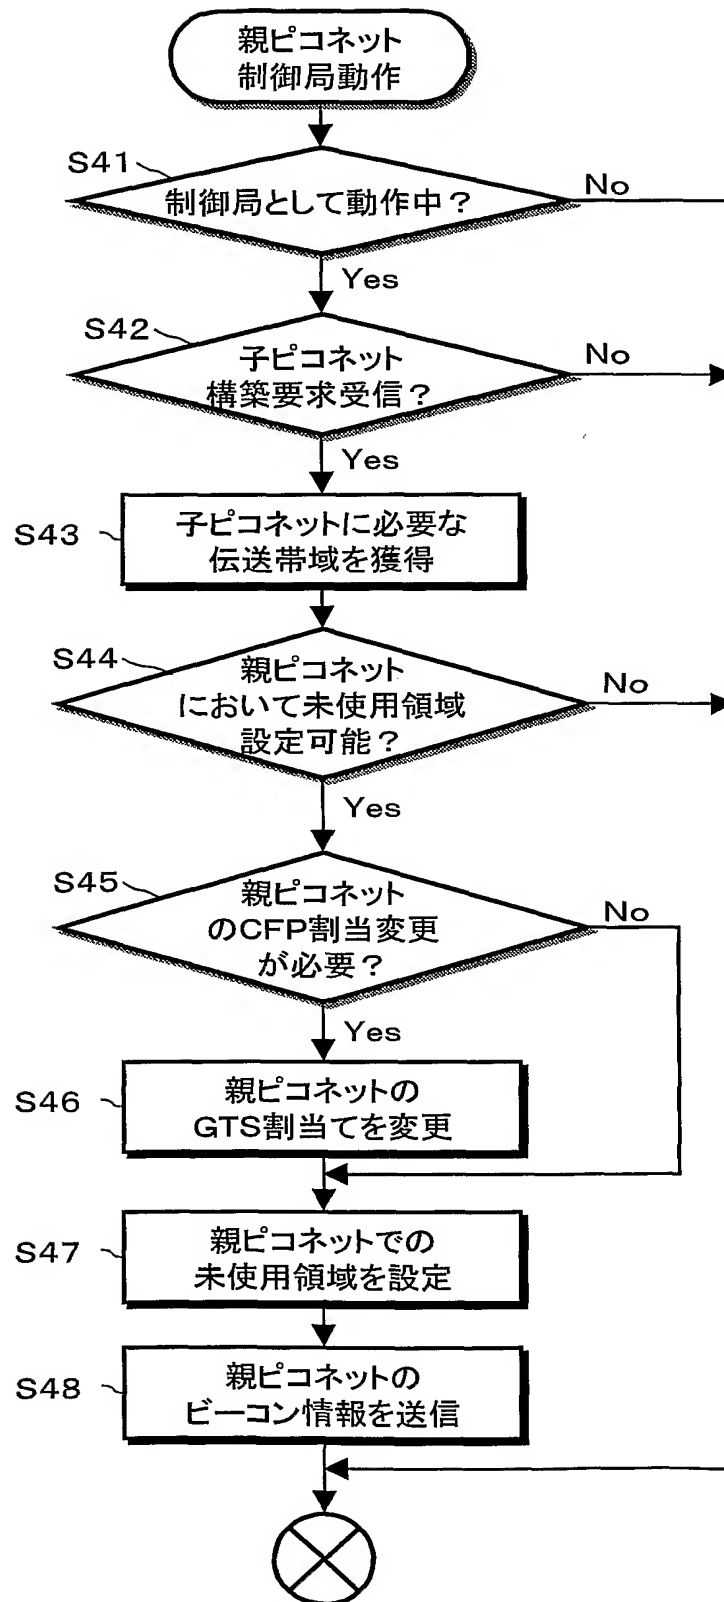 親ピコネット
制御局動作
S41
制御局として動作中？
No
Yes
S42
子ピコネット
構築要求受信？
No
Yes
S43
子ピコネットに必要な
伝送帯域を獲得
S44
親ピコネット
において未使用領域
設定可能？
No
Yes
S45
親ピコネット
のCFP割当変更
が必要？
No
Yes
S46
親ピコネットの
GTS割当てを変更
S47
親ピコネットでの
未使用領域を設定
S48
親ピコネットの
ビーコン情報を送信